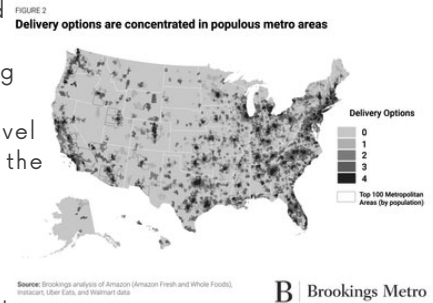 FIGURE 2
Delivery options are concentrated in populous metro areas
g
vel
the
Delivery Options
0
1
2
3
4
Top 100 Metropolitan
Areas (by population)
Source: Brookings analysis of Amazon (Amazon Fresh and Whole Foods),
Instacart, Uber Eats, and Walmart data
B | Brookings Metro